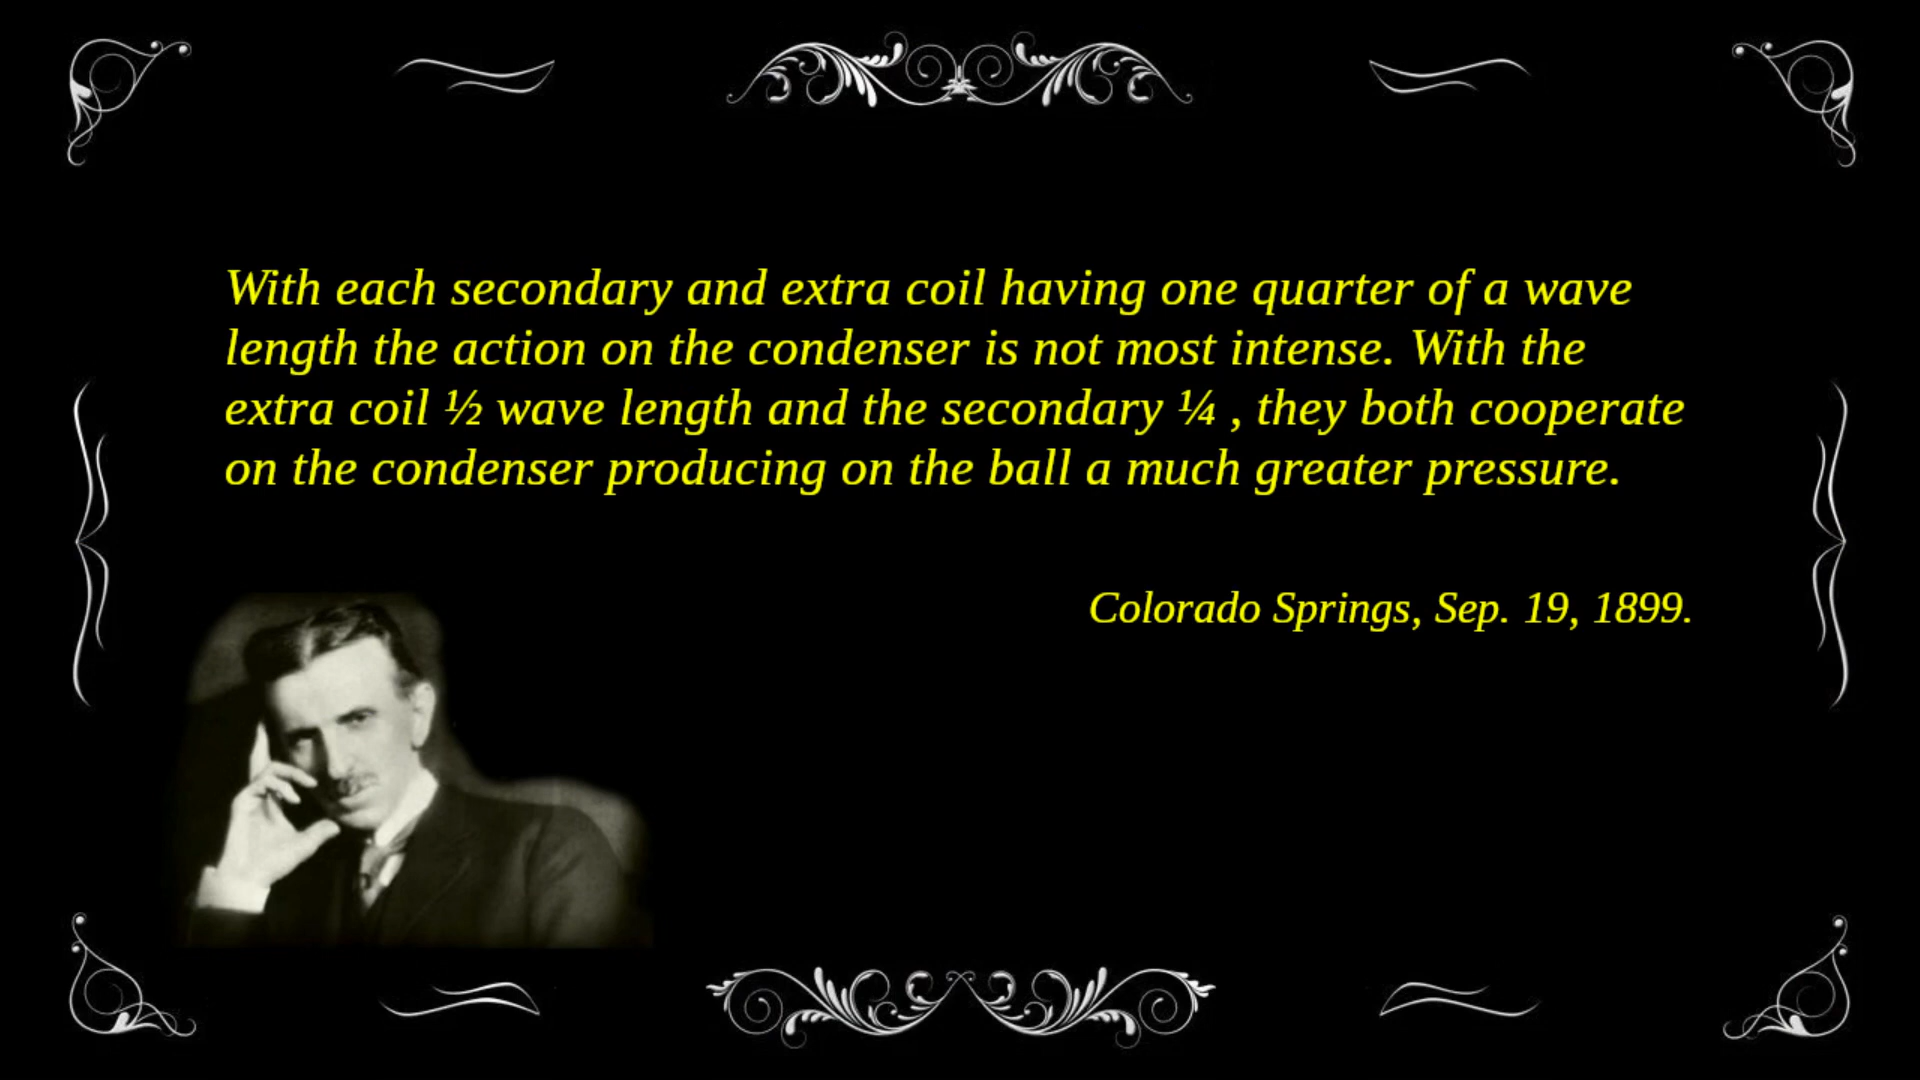 With each secondary and extra coil having one quarter of a wave
length the action on the condenser is not most intense. With the
extra coil ½ wave length and the secondary ¼ , they both cooperate
on the condenser producing on the ball a much greater pressure.
Colorado Springs, Sep. 19, 1899.